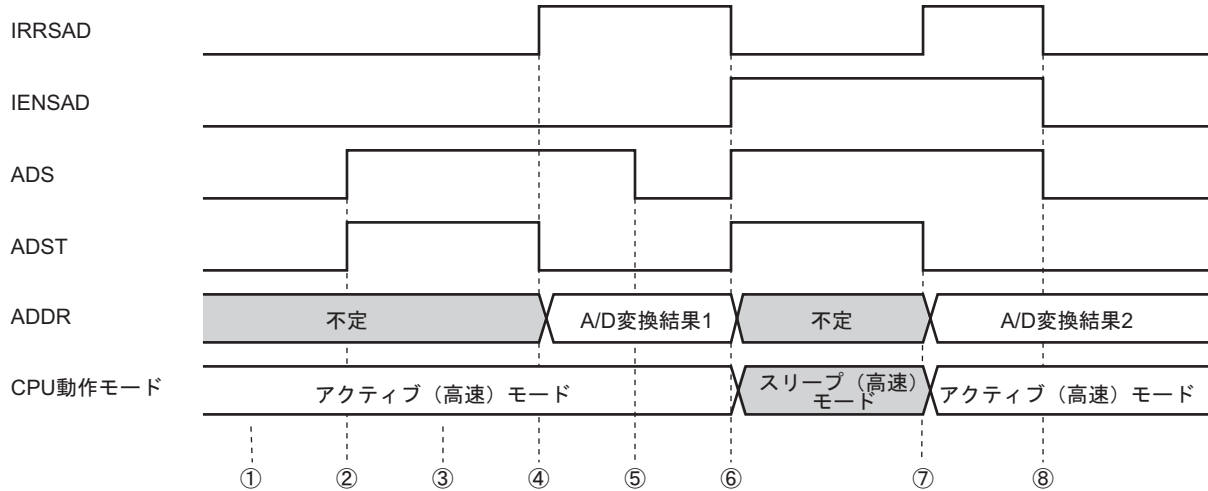 IRRSAD
IENSAD
ADS
ADST
ADDR
不定
A/D変換結果1
不定
A/D変換結果2
CPU動作モード
アクティブ（高速）モード
スリープ（高速）
モード
アクティブ（高速）モード
① ② ③ ④ ⑤ ⑥ ⑦ ⑧